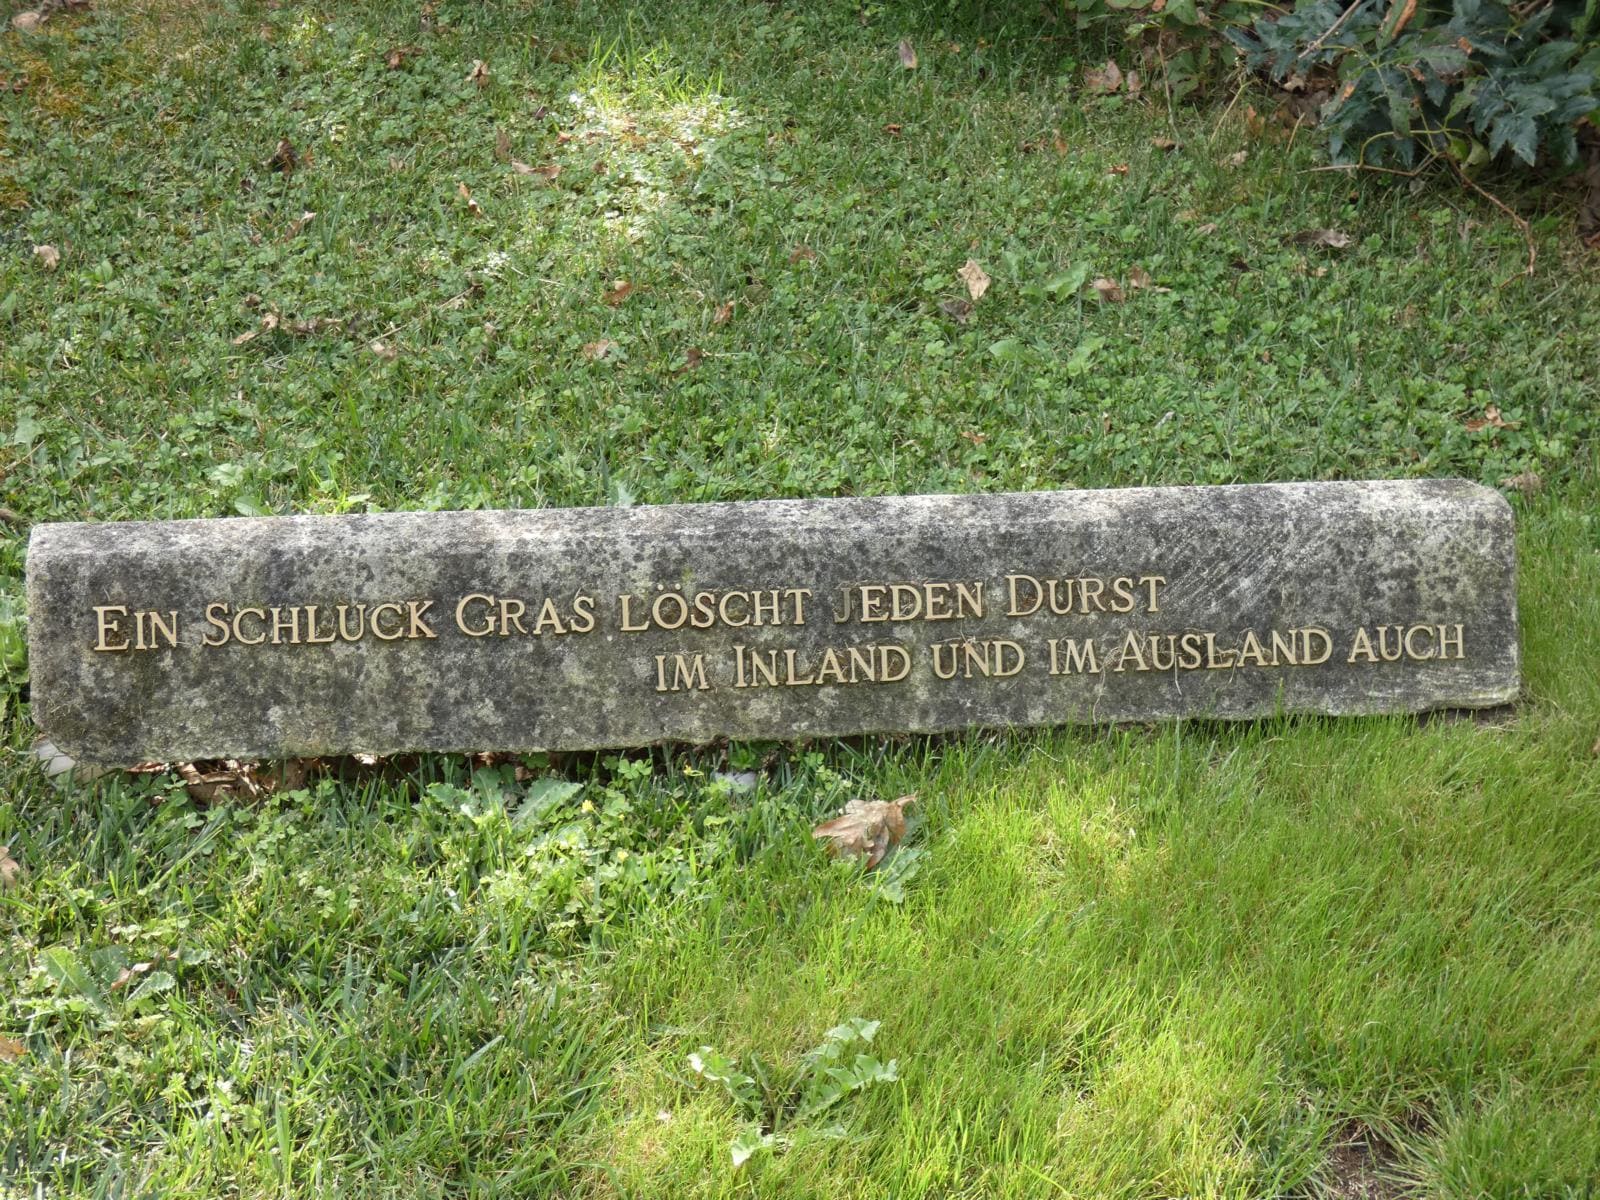 Ein Schluck Gras löscht jeden Durst
im Inland und im Ausland auch